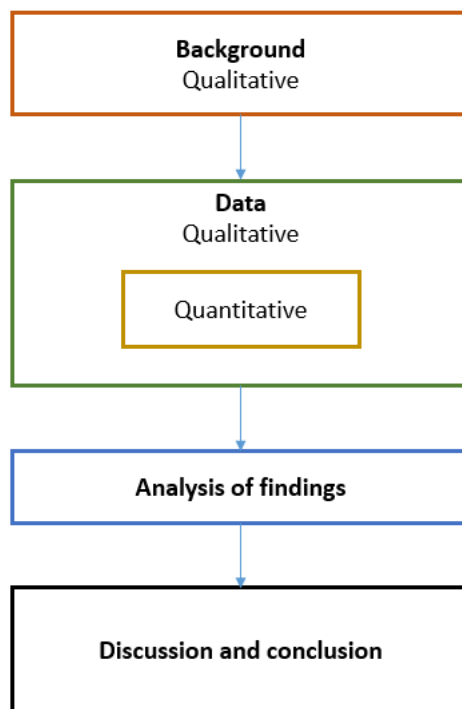 Background
Qualitative
Data
Qualitative
Quantitative
Analysis of findings
Discussion and conclusion